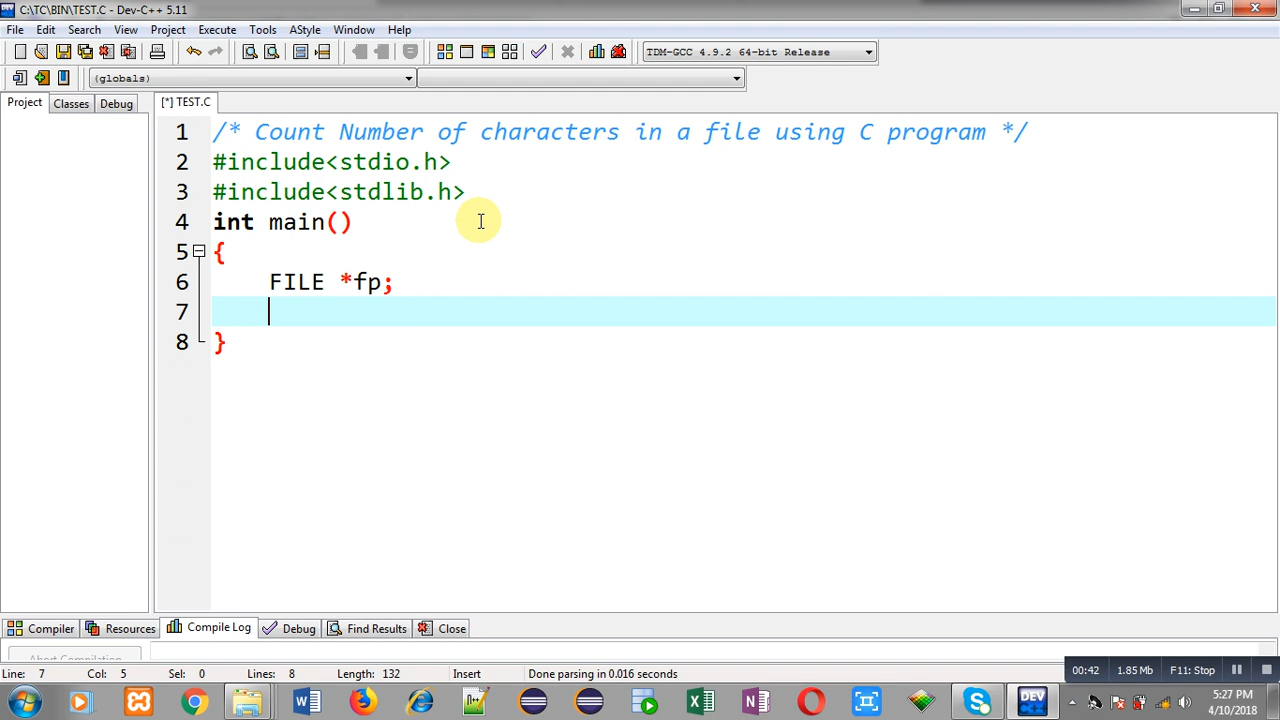 C:\TC\BIN\TEST.C - Dev-C++ 5.11
File Edit Search View Project Execute Tools AStyle Window Help
TDM-GCC 4.9.2 64-bit Release
(globals)
Project Classes Debug [*] TEST.C
1 /* Count Number of characters in a file using C program */
2 #include<stdio.h>
3 #include<stdlib.h>
4 int main()
5 {
6 FILE *fp;
7
8 }
Compiler Resources Compile Log Debug Find Results Close
Abort Compilation
Line: 7 Col: 5 Sel: 0 Lines: 8 Length: 132 Insert Done parsing in 0.016 seconds
00:42 1.85 Mb F11: Stop
DEV
5:27 PM
4/10/2018